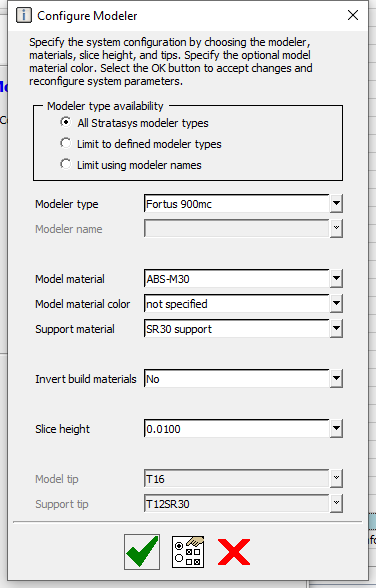 Configure Modeler
Specify the system configuration by choosing the modeler,
materials, slice height, and tips. Specify the optional model
material color. Select the OK button to accept changes and
reconfigure system parameters.
Modeler type availability
All Stratasys modeler types
Limit to defined modeler types
Limit using modeler names
Modeler type Fortus 900mc
Modeler name
Model material ABS-M30
Model material color not specified
Support material SR30 support
Invert build materials No
Slice height 0.0100
Model tip T16
Support tip T12SR30